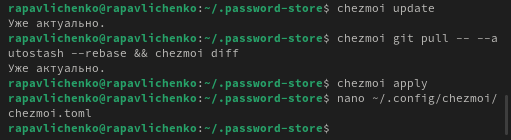 rapavlichenko@rapavlichenko:~/.password-store$ chezmoi update
Уже актуально.
rapavlichenko@rapavlichenko:~/.password-store$ chezmoi git pull -- --a
utostash --rebase && chezmoi diff
Уже актуально.
rapavlichenko@rapavlichenko:~/.password-store$ chezmoi apply
rapavlichenko@rapavlichenko:~/.password-store$ nano ~/.config/chezmoi/
chezmoi.toml
rapavlichenko@rapavlichenko:~/.password-store$